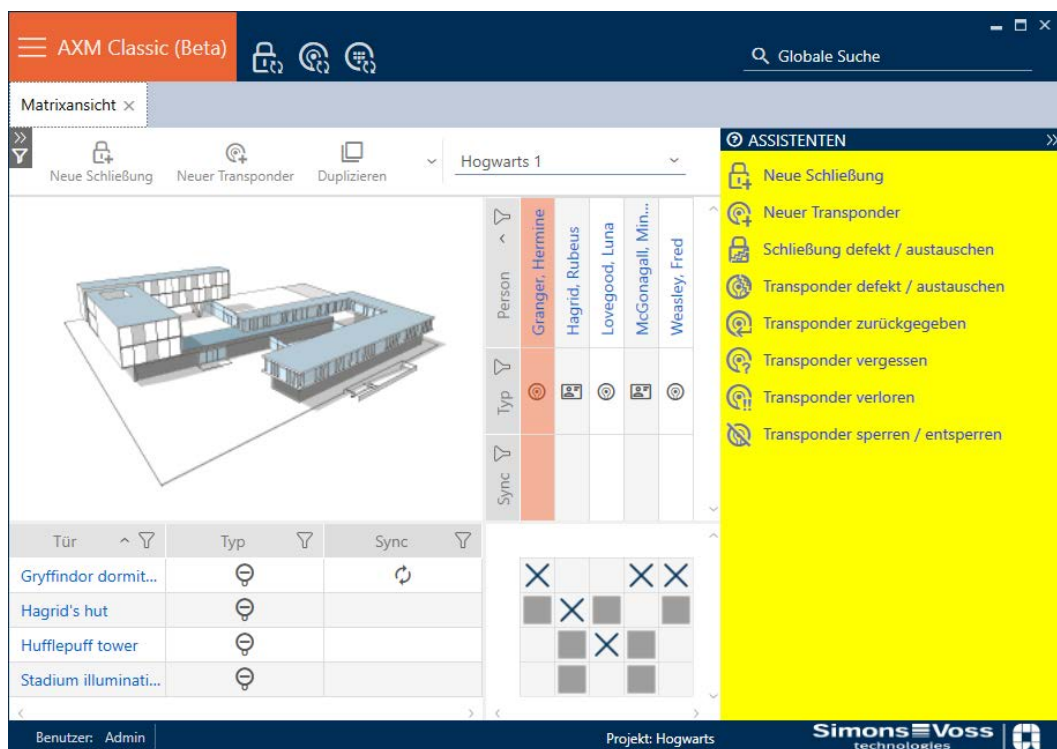 AXM Classic (Beta)
Globale Suche
Matrixansicht
Neue Schließung
Neuer Transponder
Duplizieren
Hogwarts 1
ASSISTENTEN
Neue Schließung
Neuer Transponder
Schließung defekt / austauschen
Transponder defekt / austauschen
Transponder zurückgegeben
Transponder vergessen
Transponder verloren
Transponder sperren / entsperren
Person
Granger, Hermine
Hagrid, Rubeus
Lovegood, Luna
McGonagall, Min...
Weasley, Fred
Typ
Sync
Tür Typ Sync
Gryffindor dormit...
Hagrid's hut
Hufflepuff tower
Stadium illuminati...
Benutzer: Admin
Projekt: Hogwarts
Simons Voss
technologies